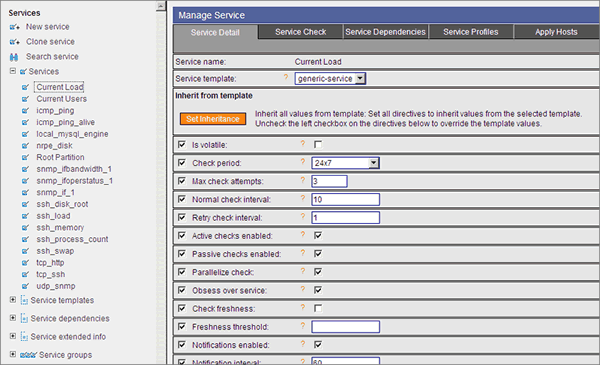 Services
New service
Clone service
Search service
Services
Current Load
Current Users
icmp_ping
icmp_ping_alive
local_mysql_engine
nrpe_disk
Root Partition
snmp_ifbandwidth_1
snmp_ifoperstatus_1
snmp_if_1
ssh_disk_root
ssh_load
ssh_memory
ssh_process_count
ssh_swap
tcp_http
tcp_ssh
udp_snmp
Service templates
Service dependencies
Service extended info
Service groups
Manage Service
Service Detail Service Check Service Dependencies Service Profiles Apply Hosts
Service name: Current Load
Service template: ? generic-service
Inherit from template
Set Inheritance
Inherit all values from template: Set all directives to inherit values from the selected template.
Uncheck the left checkbox on the directives below to override the template values.
Is volatile: ?
Check period: ? 24x7
Max check attempts: ? 3
Normal check interval: ? 10
Retry check interval: ? 1
Active checks enabled: ?
Passive checks enabled: ?
Parallelize check: ?
Obsess over service: ?
Check freshness: ?
Freshness threshold: ?
Notifications enabled: ?
Notification interval: ? 60